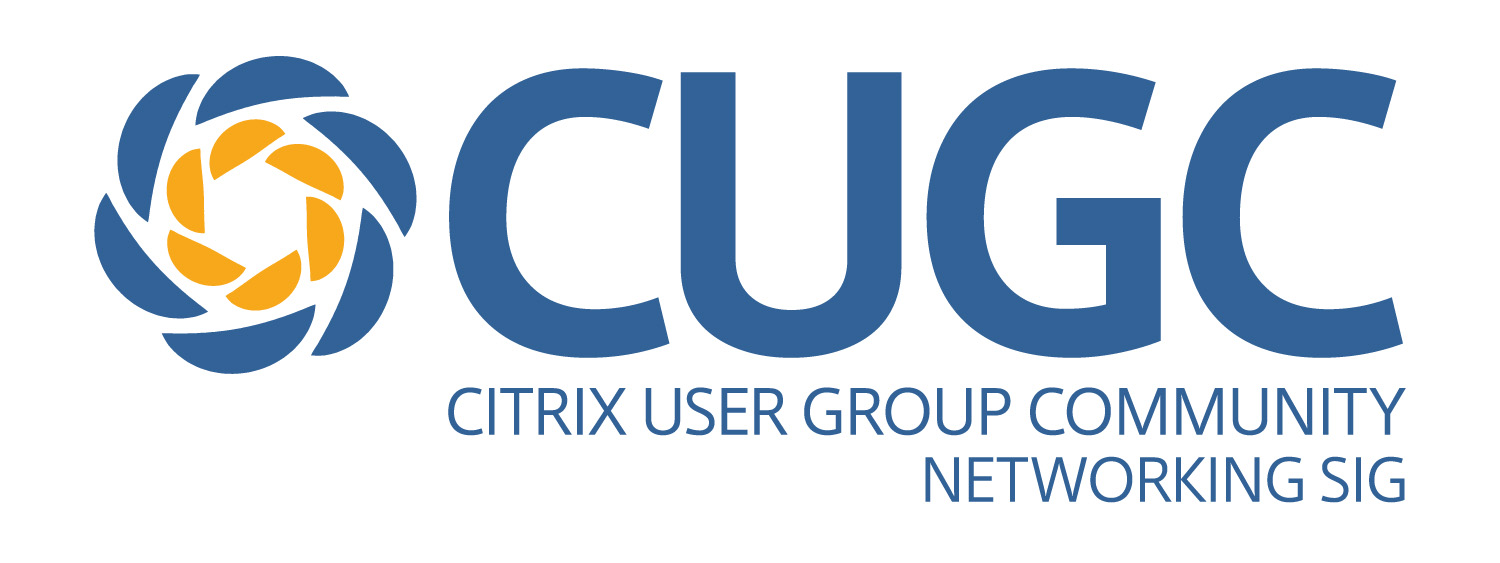 CUGC
CITRIX USER GROUP COMMUNITY
NETWORKING SIG